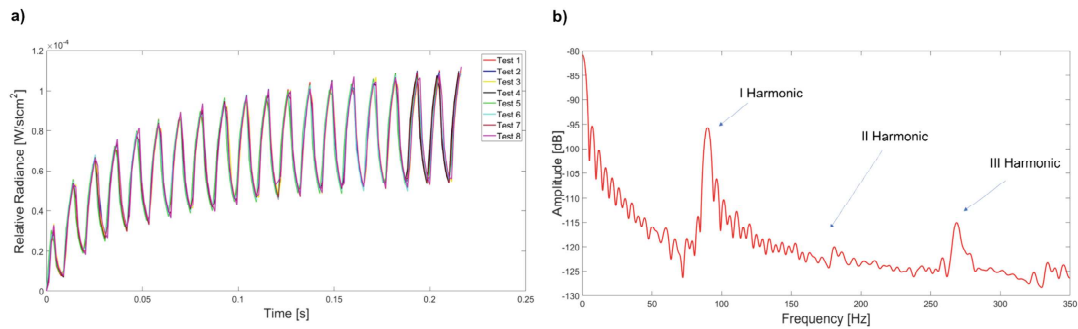 a)
×10⁻⁴
1.2
1
0.8
0.6
0.4
0.2
0
Relative Radiance [W/stcm²]
0 0.05 0.1 0.15 0.2 0.25
Time [s]
Test 1
Test 2
Test 3
Test 4
Test 5
Test 6
Test 7
Test 8
b)
-80
-85
-90
-95
-100
-105
-110
-115
-120
-125
-130
Amplitude [dB]
I Harmonic
II Harmonic
III Harmonic
0 50 100 150 200 250 300 350
Frequency [Hz]